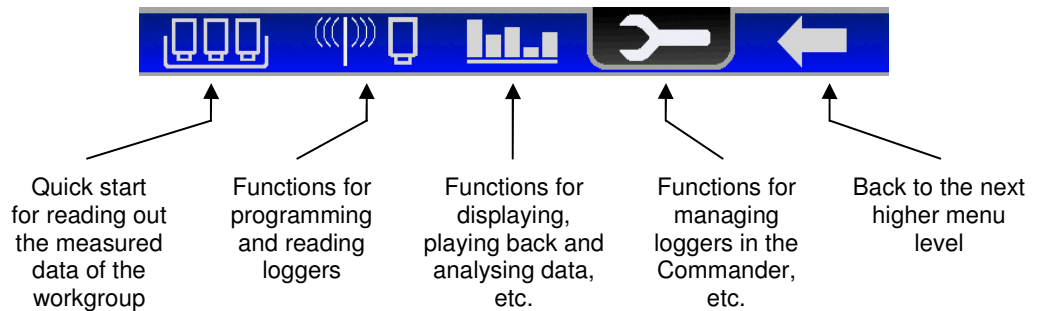 Quick start
for reading out
the measured
data of the
workgroup
Functions for
programming
and reading
loggers
Functions for
displaying,
playing back and
analysing data,
etc.
Functions for
managing
loggers in the
Commander,
etc.
Back to the next
higher menu
level